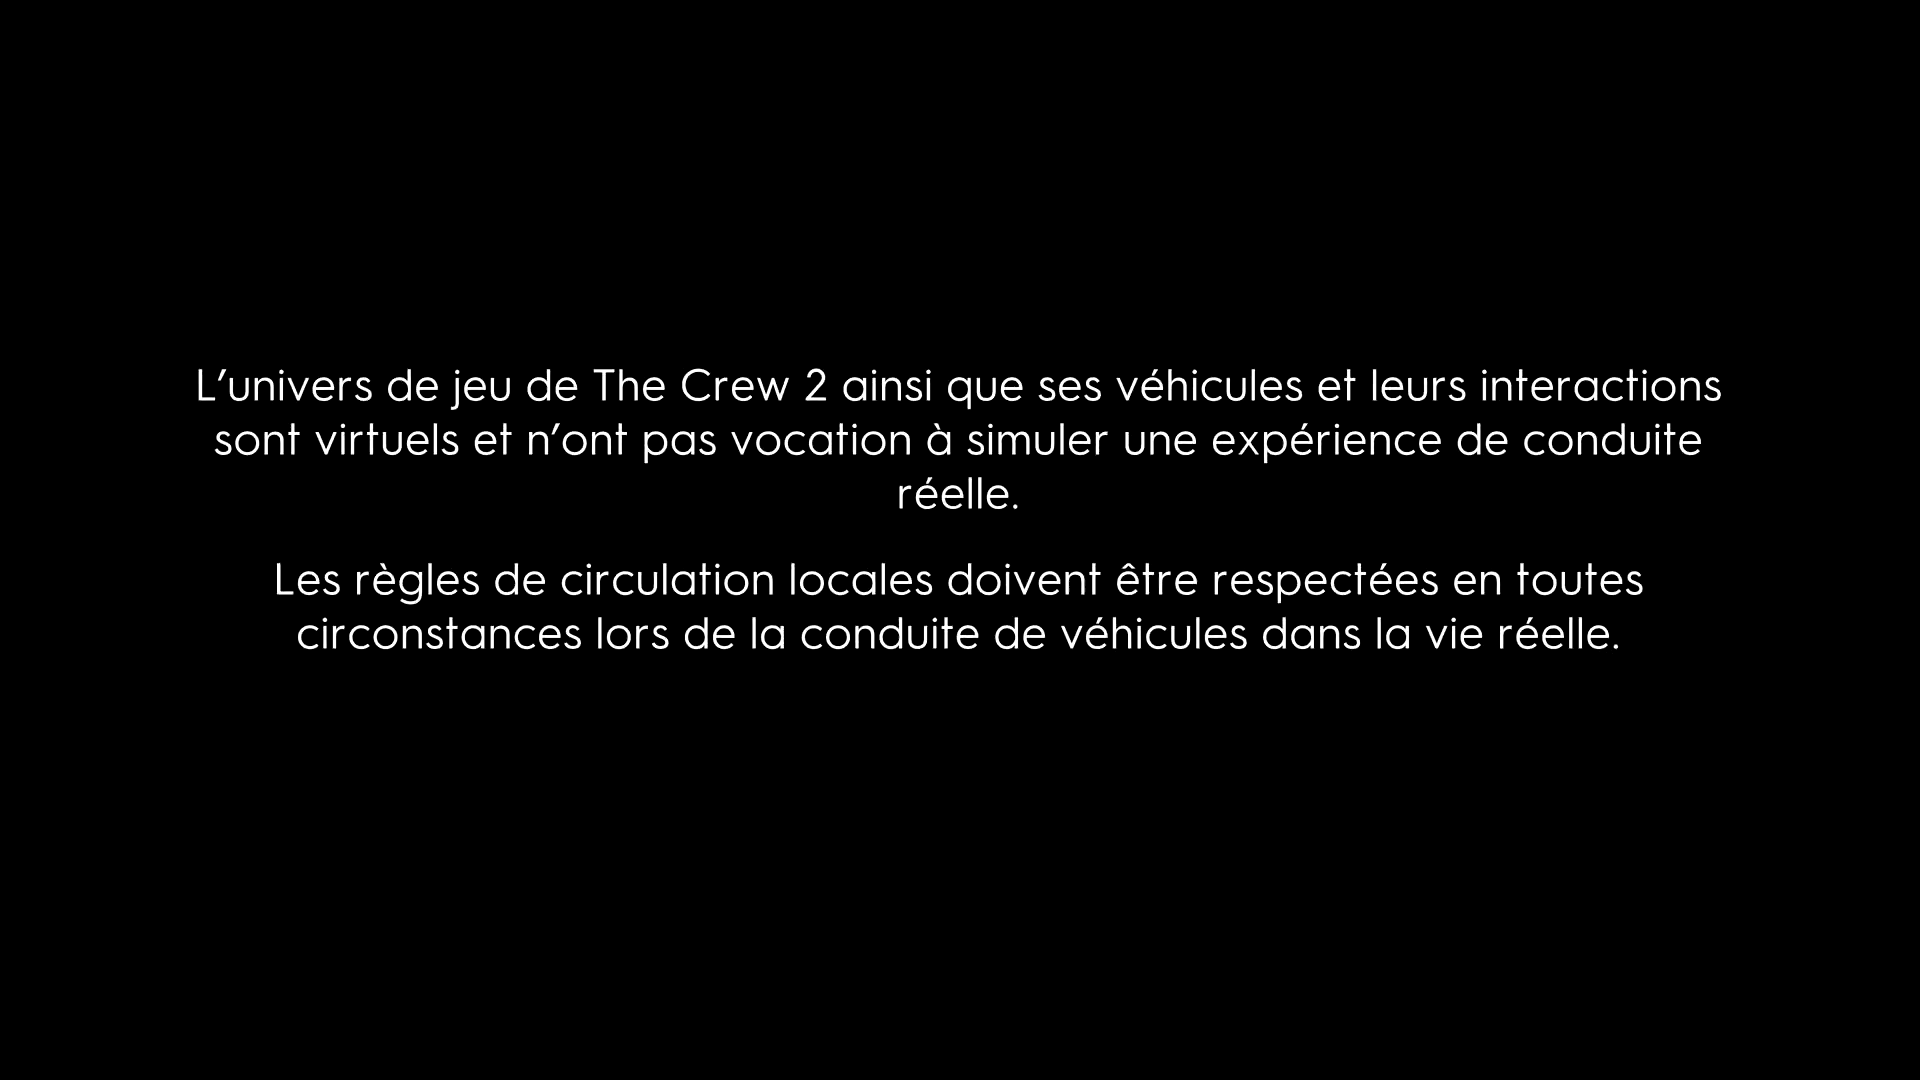 L’univers de jeu de The Crew 2 ainsi que ses véhicules et leurs interactions
sont virtuels et n’ont pas vocation à simuler une expérience de conduite
réelle.
Les règles de circulation locales doivent être respectées en toutes
circonstances lors de la conduite de véhicules dans la vie réelle.